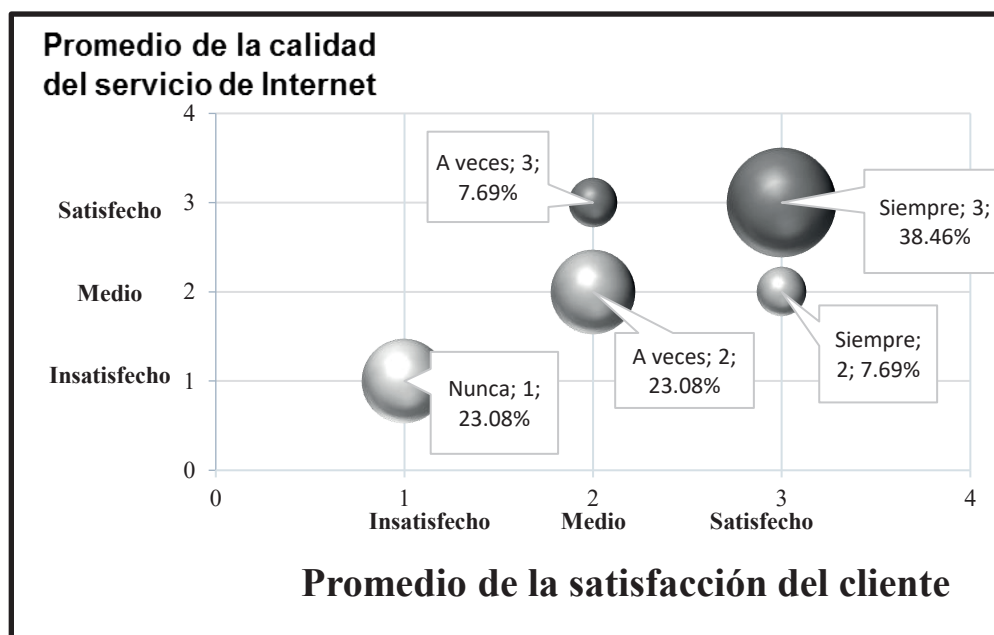 Promedio de la calidad
del servicio de Internet
4
A veces; 3;
7.69%
Satisfecho
3
Siempre; 3;
38.46%
Medio
2
A veces; 2;
23.08%
Siempre;
2; 7.69%
Insatisfecho
1
Nunca; 1;
23.08%
0
0 1 2 3 4
Insatisfecho Medio Satisfecho
Promedio de la satisfacción del cliente